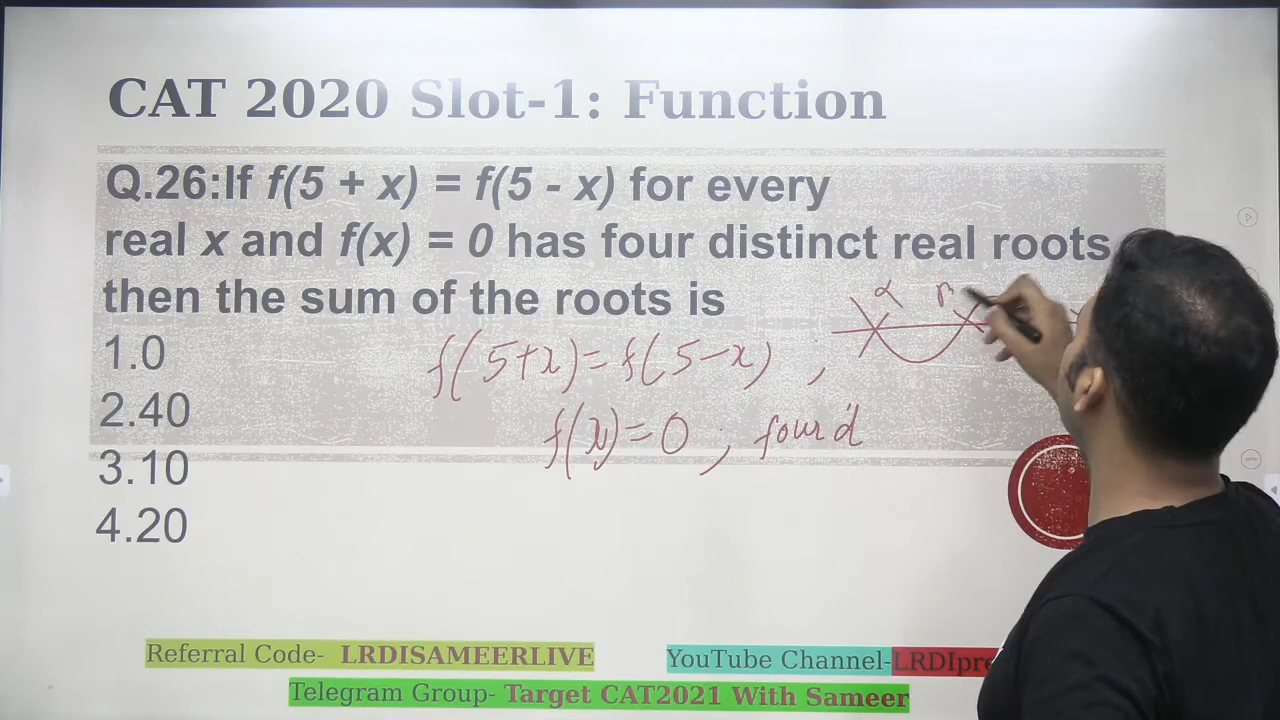 CAT 2020 Slot-1: Function
Q.26:If f(5 + x) = f(5 - x) for every
real x and f(x) = 0 has four distinct real roots
then the sum of the roots is
α
1.0
f(5+x)=f(5-x) ;
2.40
f(x)=0 ; four d
3.10
4.20
Referral Code- LRDISAMEERLIVE
YouTube Channel-LRDIpre
Telegram Group- Target CAT2021 With Sameer